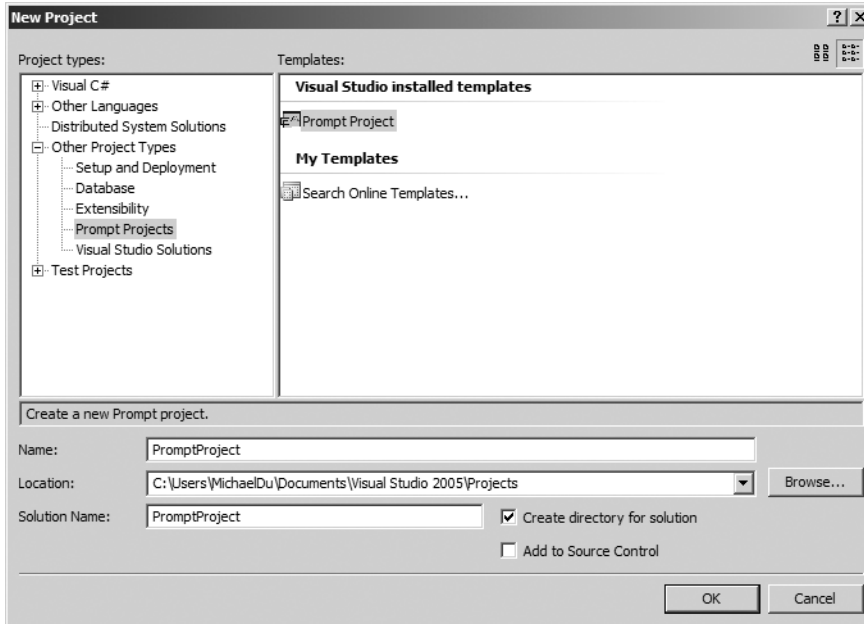 New Project
Project types:
Visual C#
Other Languages
Distributed System Solutions
Other Project Types
Setup and Deployment
Database
Extensibility
Prompt Projects
Visual Studio Solutions
Test Projects
Templates:
Visual Studio installed templates
Prompt Project
My Templates
Search Online Templates...
Create a new Prompt project.
Name:
PromptProject
Location:
C:\Users\MichaelDu\Documents\Visual Studio 2005\Projects
Browse...
Solution Name:
PromptProject
Create directory for solution
Add to Source Control
OK
Cancel